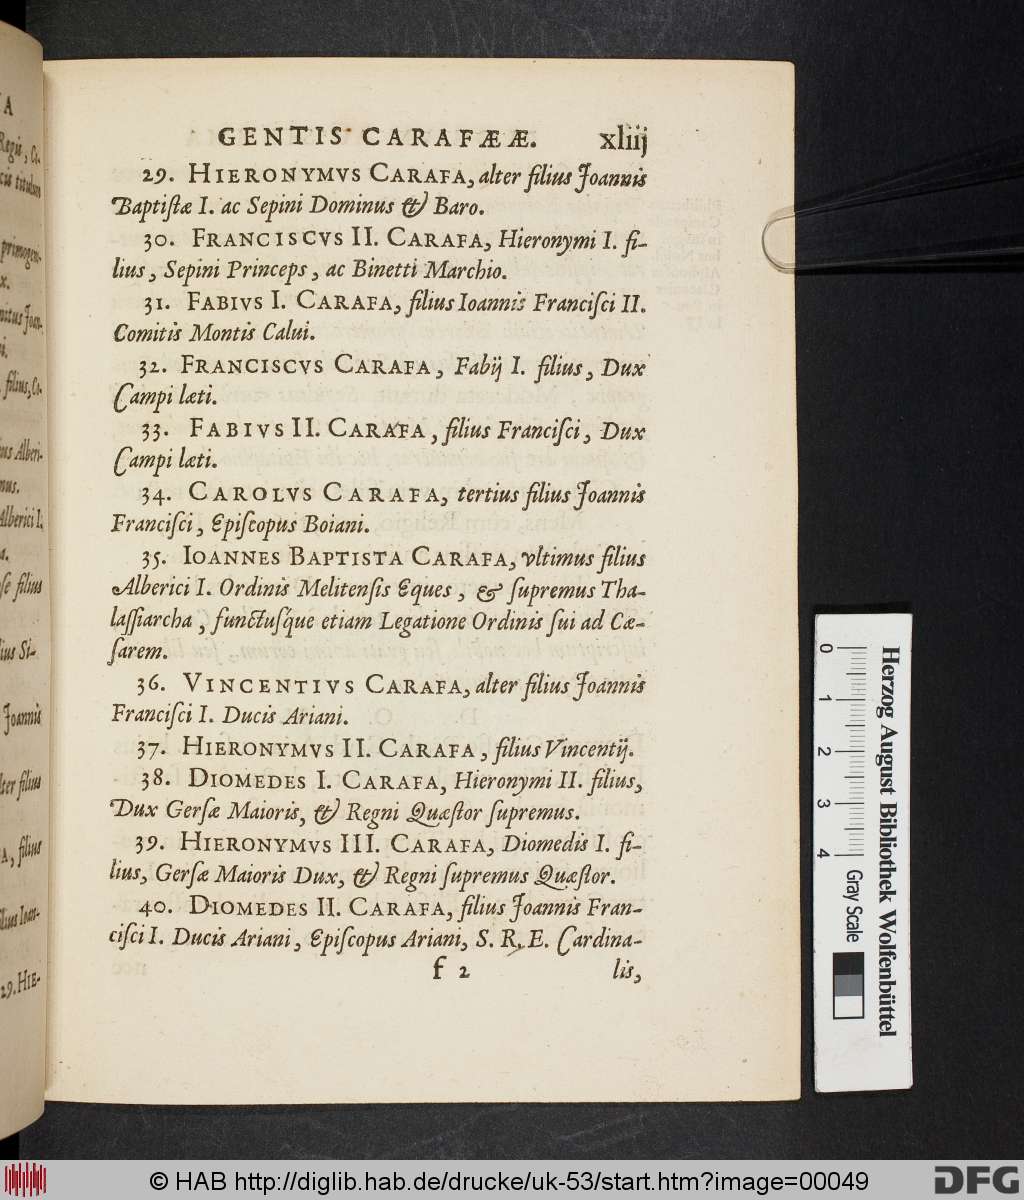 GENTIS CARAFÆÆ. xliij
29. HIERONYMVS CARAFA, alter filius Joannis
Baptiſtæ I. ac Sepini Dominus & Baro.
30. FRANCISCVS II. CARAFA, Hieronymi I. fi-
lius, Sepini Princeps, ac Binetti Marchio.
31. FABIVS I. CARAFA, filius Ioannis Franciſci II.
Comitis Montis Calui.
32. FRANCISCVS CARAFA, Fabij I. filius, Dux
Campi læti.
33. FABIVS II. CARAFA, filius Franciſci, Dux
Campi læti.
34. CAROLVS CARAFA, tertius filius Joannis
Franciſci, Epiſcopus Boiani.
35. IOANNES BAPTISTA CARAFA, vltimus filius
Alberici I. Ordinis Melitenſis Eques, & ſupremus Tha-
laſſiarcha, functuſq́ue etiam Legatione Ordinis ſui ad Cæ-
ſarem.
36. VINCENTIVS CARAFA, alter filius Joannis
Franciſci I. Ducis Ariani.
37. HIERONYMVS II. CARAFA, filius Vincentij.
38. DIOMEDES I. CARAFA, Hieronymi II. filius,
Dux Gerſæ Maioris, & Regni Quæſtor ſupremus.
39. HIERONYMVS III. CARAFA, Diomedis I. fi-
lius, Gerſæ Maioris Dux, & Regni ſupremus Quæſtor.
40. DIOMEDES II. CARAFA, filius Joannis Fran-
ciſci I. Ducis Ariani, Epiſcopus Ariani, S. R. E. Cardina-
f 2 lis,
Herzog August Bibliothek Wolfenbüttel
0 1 2 3 4 Gray Scale
© HAB http://diglib.hab.de/drucke/uk-53/start.htm?image=00049
DFG